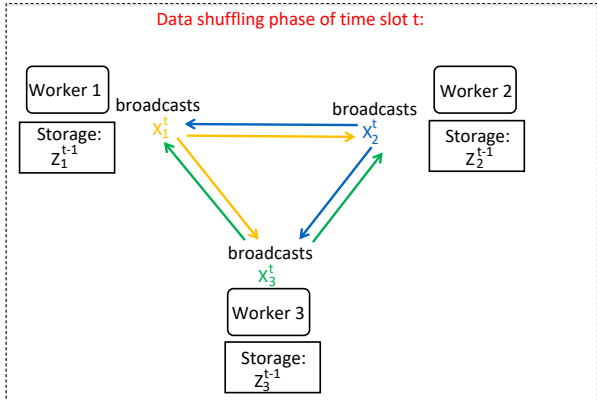 Data shuffling phase of time slot t:
Worker 1
broadcasts
X₁ᵗ
Storage:
Z₁ᵗ⁻¹
Worker 2
broadcasts
X₂ᵗ
Storage:
Z₂ᵗ⁻¹
broadcasts
X₃ᵗ
Worker 3
Storage:
Z₃ᵗ⁻¹